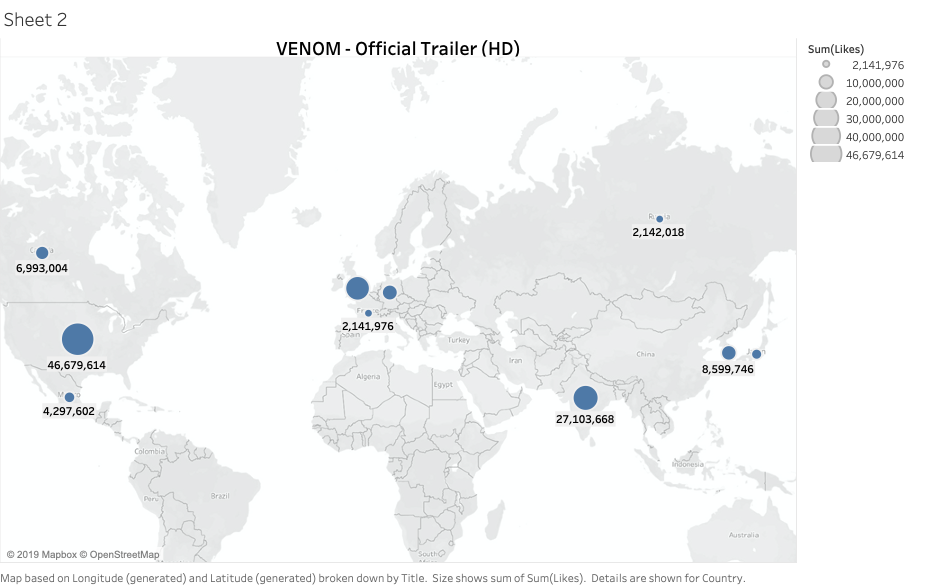 Sheet 2
VENOM - Official Trailer (HD)
Sum(Likes)
2,141,976
10,000,000
20,000,000
30,000,000
40,000,000
46,679,614
2,142,018
6,993,004
2,141,976
Spain
Turkey
46,679,614
Iran
China
8,599,746
Algeria
Egypt
4,297,602
27,103,668
Colombia
Indonesia
Peru
Brazil
Australia
South
© 2019 Mapbox © OpenStreetMap
Map based on Longitude (generated) and Latitude (generated) broken down by Title. Size shows sum of Sum(Likes). Details are shown for Country.